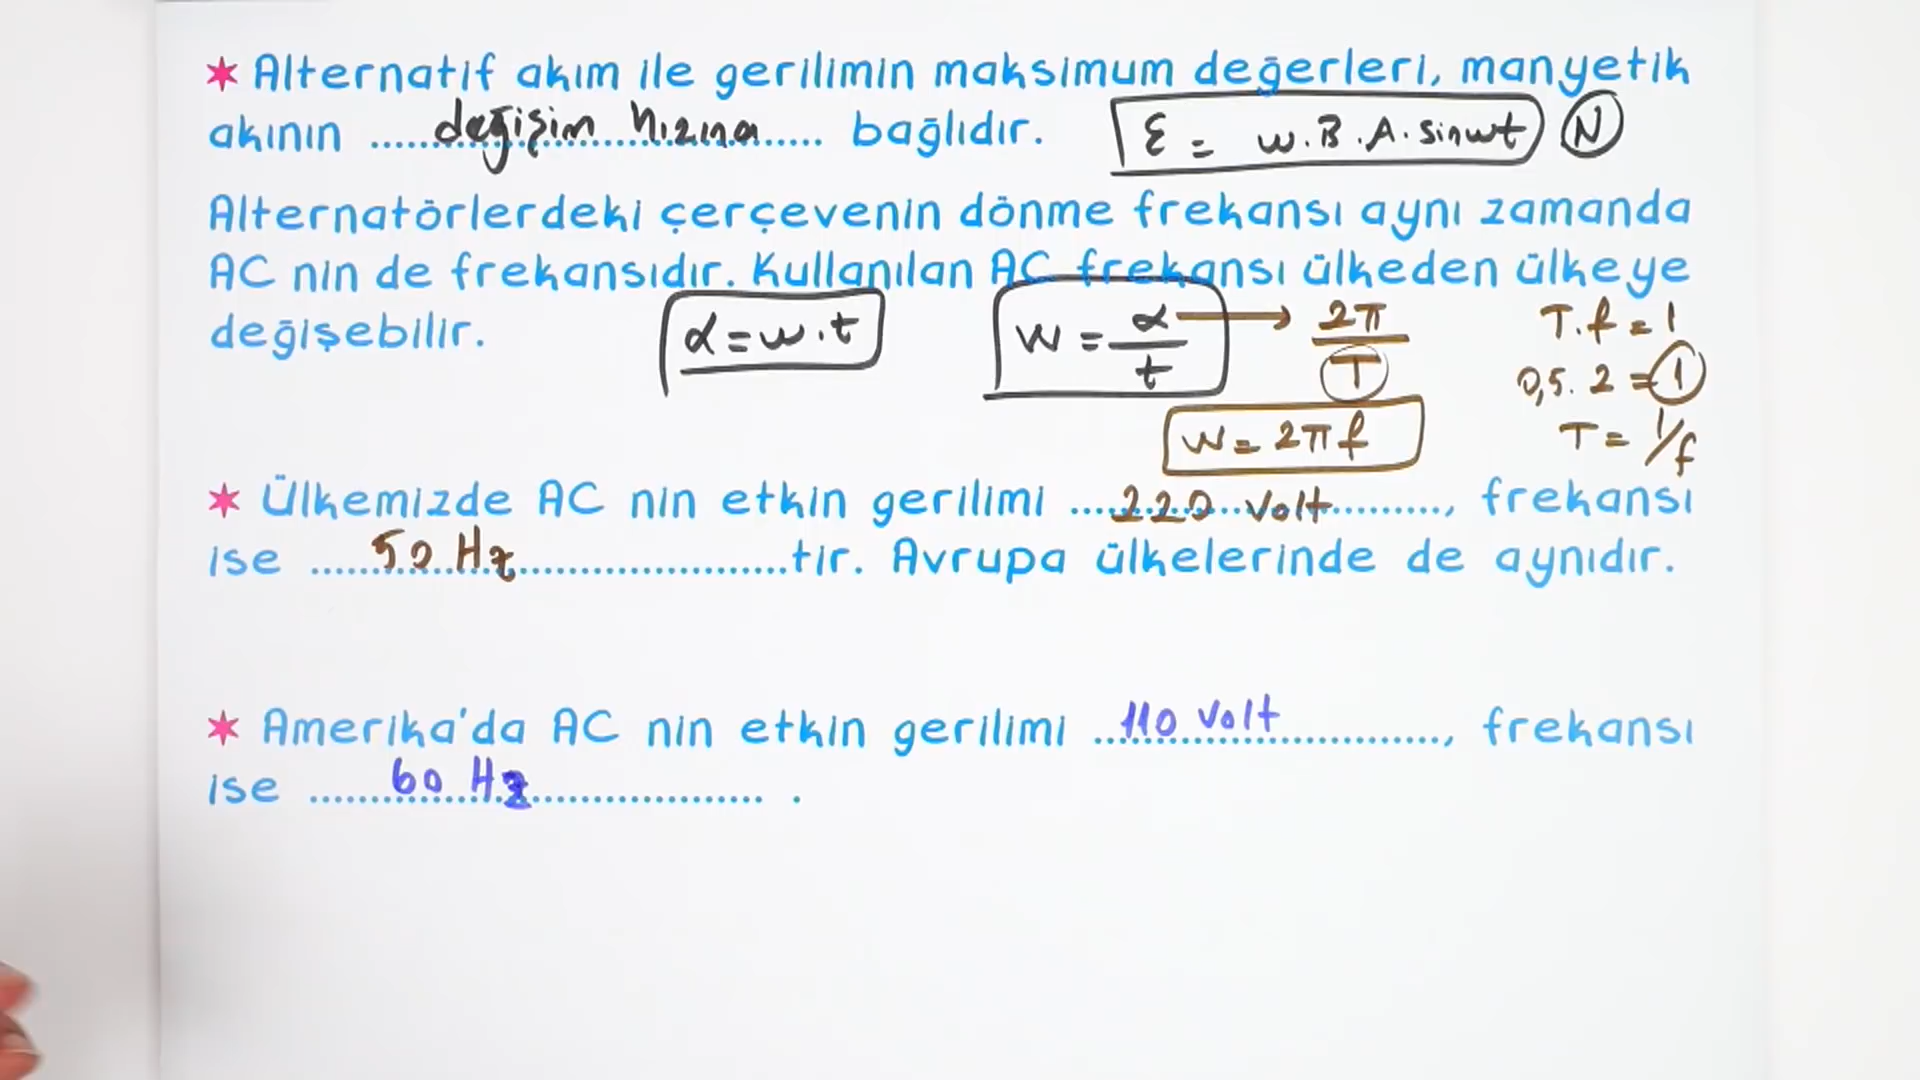 ✶ Alternatif akım ile gerilimin maksimum değerleri, manyetik
akının ....değişim hızına.... bağlıdır. ε = w.B.A.sinwt N
Alternatörlerdeki çerçevenin dönme frekansı aynı zamanda
AC nin de frekansıdır. Kullanılan AC frekansı ülkeden ülkeye
değişebilir. α = w.t w = α/t → 2π/T T.f = 1
0,5. 2 = 1
w = 2πf T = 1/f
✶ Ülkemizde AC nin etkin gerilimi ....220 Volt...., frekansı
ise ....50 Hz....tir. Avrupa ülkelerinde de aynıdır.
✶ Amerika'da AC nin etkin gerilimi ....110 Volt...., frekansı
ise ....60 Hz.... .